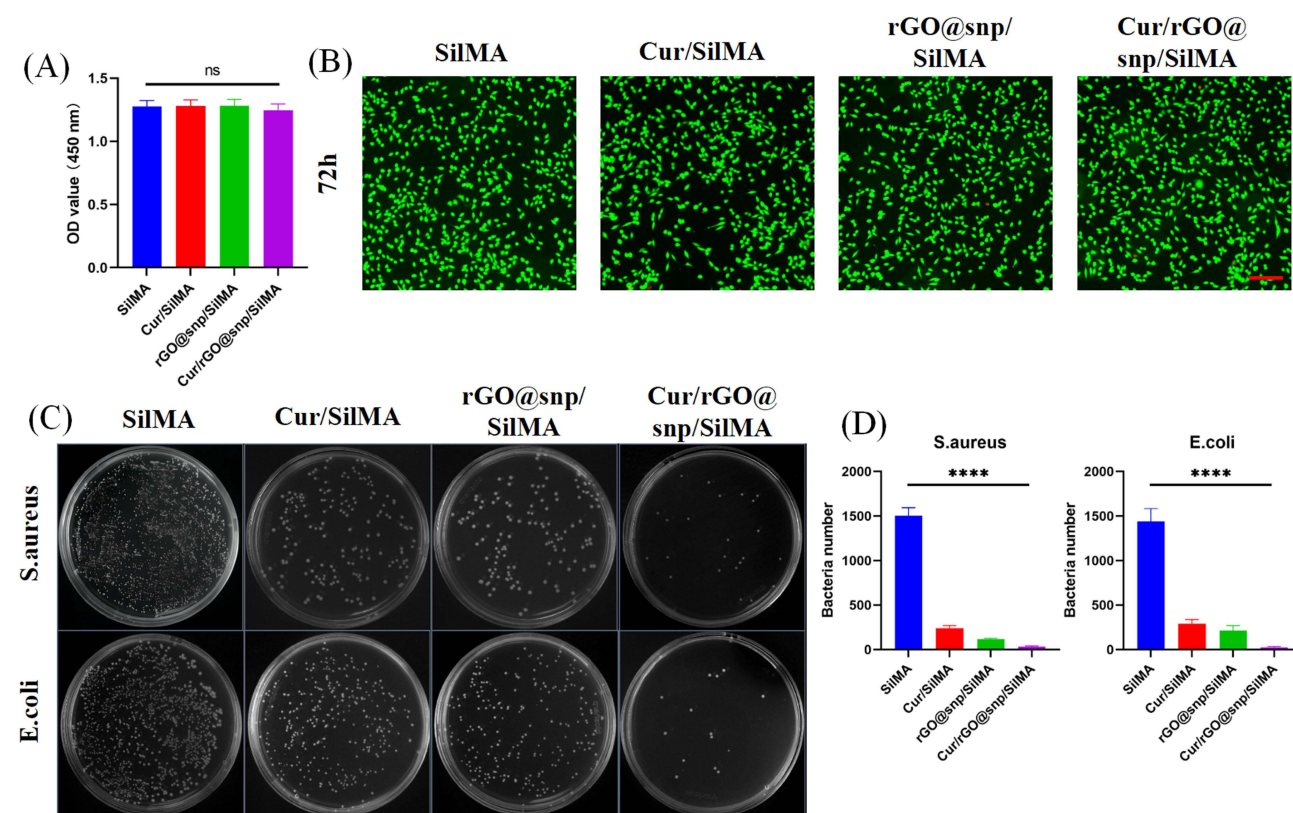 (A)
ns
OD value (450 nm)
1.5
1.0
0.5
0.0
SilMA
Cur/SilMA
rGO@snp/SilMA
Cur/rGO@snp/SilMA
(B)
SilMA
Cur/SilMA
rGO@snp/
SilMA
Cur/rGO@
snp/SilMA
72h
(C)
SilMA
Cur/SilMA
rGO@snp/
SilMA
Cur/rGO@
snp/SilMA
S.aureus
E.coli
(D)
S.aureus
****
Bacteria number
2000
1500
1000
500
0
SilMA
Cur/SilMA
rGO@snp/SilMA
Cur/rGO@snp/SilMA
E.coli
****
Bacteria number
2000
1500
1000
500
0
SilMA
Cur/SilMA
rGO@snp/SilMA
Cur/rGO@snp/SilMA